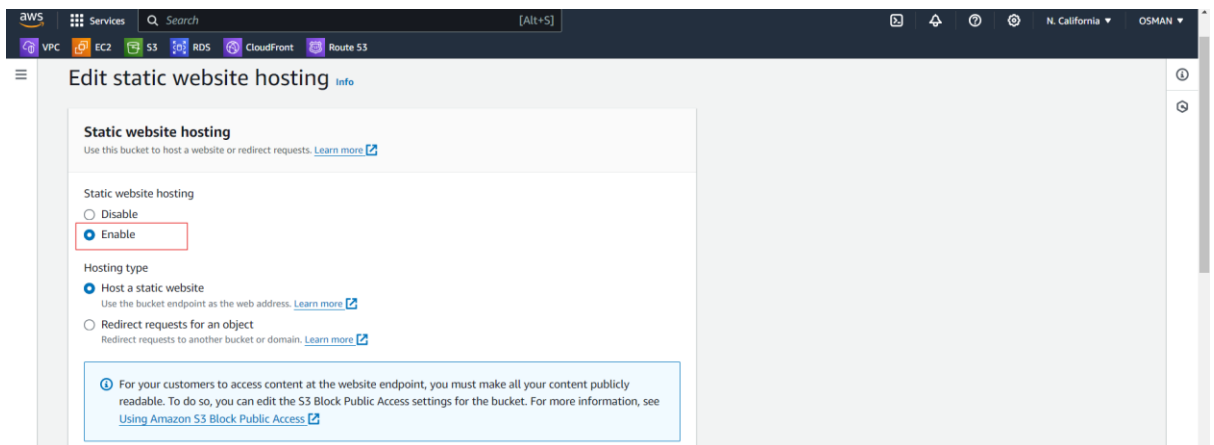 aws Services Search [Alt+S] N. California ▼ OSMAN ▼
VPC EC2 S3 RDS CloudFront Route 53
Edit static website hosting Info
Static website hosting
Use this bucket to host a website or redirect requests. Learn more
Static website hosting
Disable
Enable
Hosting type
Host a static website
Use the bucket endpoint as the web address. Learn more
Redirect requests for an object
Redirect requests to another bucket or domain. Learn more
For your customers to access content at the website endpoint, you must make all your content publicly
readable. To do so, you can edit the S3 Block Public Access settings for the bucket. For more information, see
Using Amazon S3 Block Public Access